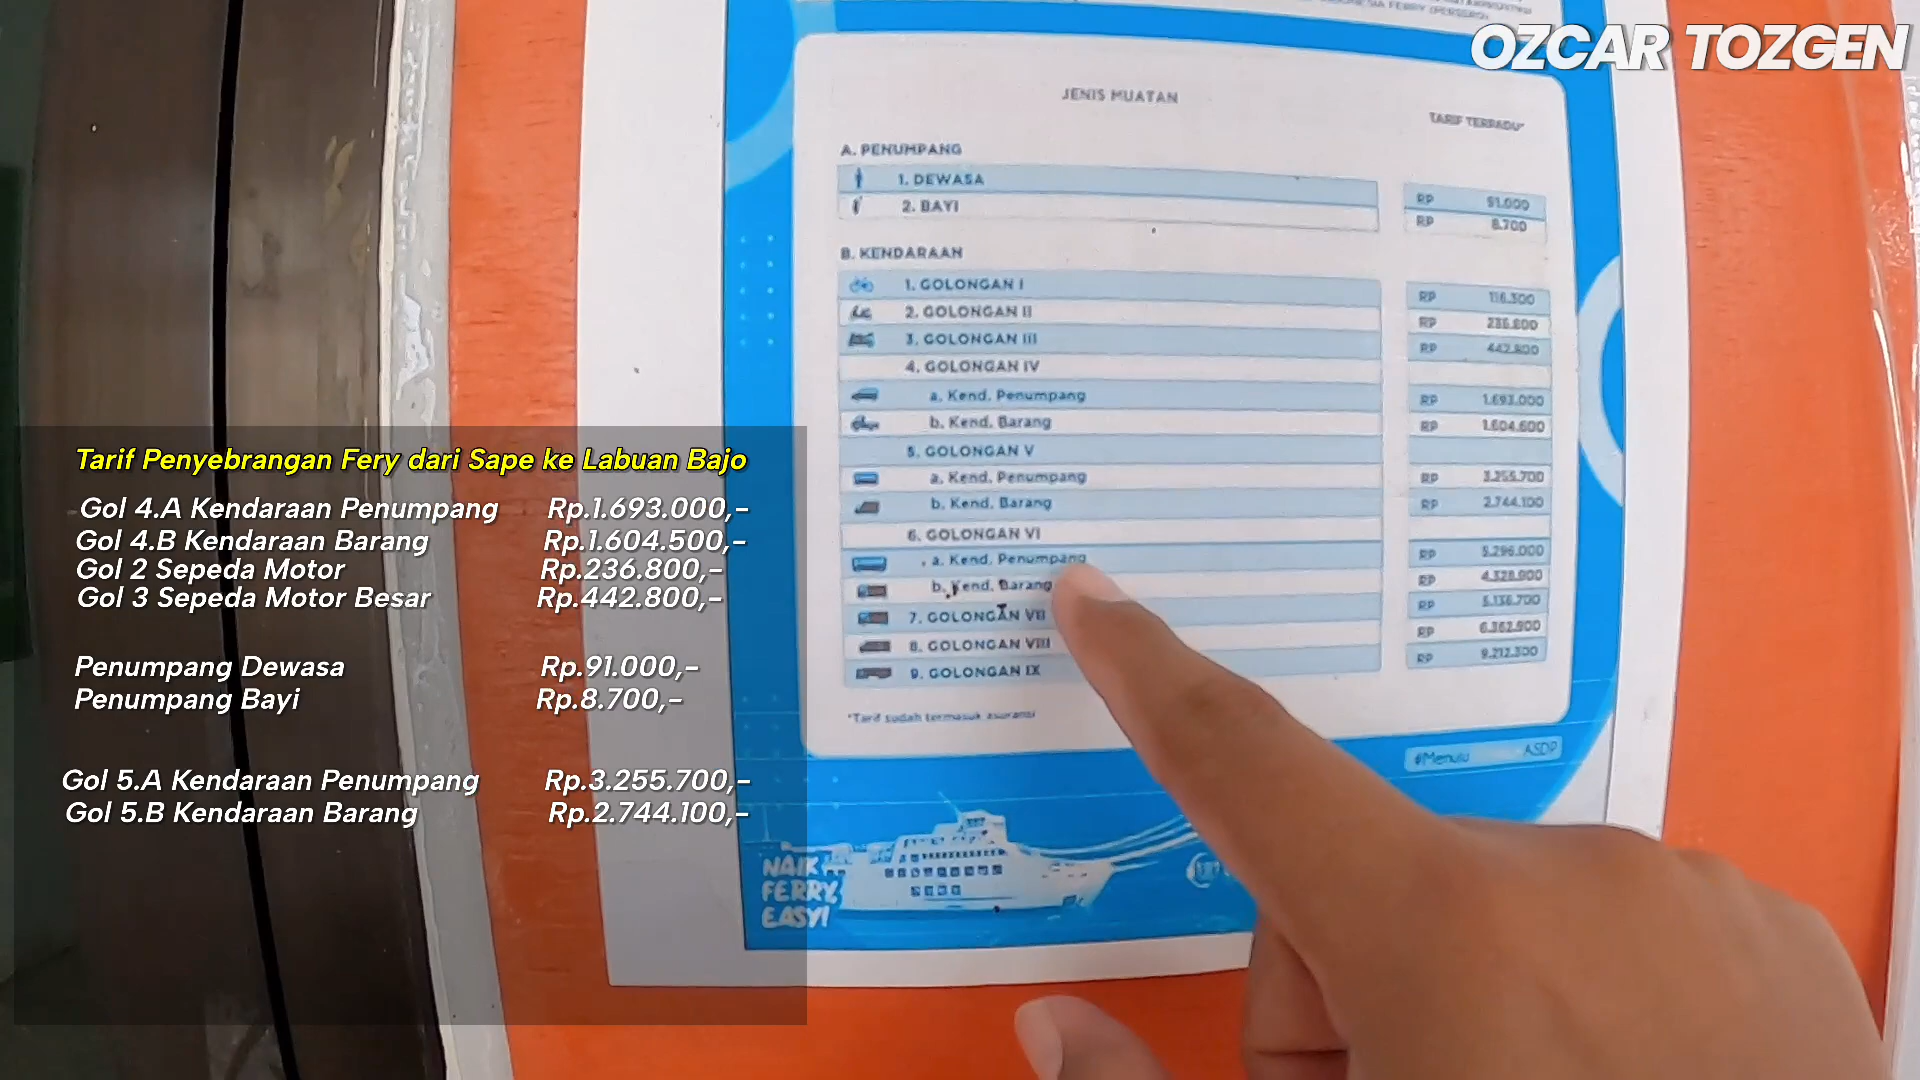 INDONESIA FERRY (PERSERO)
OZCAR TOZGEN
JENIS MUATAN
TARIF TERPADU*
A. PENUMPANG
1. DEWASA RP 91.000
2. BAYI RP 8.700
B. KENDARAAN
1. GOLONGAN I RP 116.300
2. GOLONGAN II RP 236.800
3. GOLONGAN III RP 442.800
4. GOLONGAN IV
a. Kend. Penumpang RP 1.693.000
b. Kend. Barang RP 1.604.600
5. GOLONGAN V
a. Kend. Penumpang RP 3.255.700
b. Kend. Barang RP 2.744.100
6. GOLONGAN VI
a. Kend. Penumpang RP 5.296.000
b. Kend. Barang RP 4.328.900
7. GOLONGAN VII RP 5.136.700
8. GOLONGAN VIII RP 6.362.900
9. GOLONGAN IX RP 9.212.300
*Tarif sudah termasuk asuransi
#Menuju ASDP
NAIK
FERRY,
EASY!
Tarif Penyebrangan Fery dari Sape ke Labuan Bajo
Gol 4.A Kendaraan Penumpang Rp.1.693.000,-
Gol 4.B Kendaraan Barang Rp.1.604.500,-
Gol 2 Sepeda Motor Rp.236.800,-
Gol 3 Sepeda Motor Besar Rp.442.800,-
Penumpang Dewasa Rp.91.000,-
Penumpang Bayi Rp.8.700,-
Gol 5.A Kendaraan Penumpang Rp.3.255.700,-
Gol 5.B Kendaraan Barang Rp.2.744.100,-